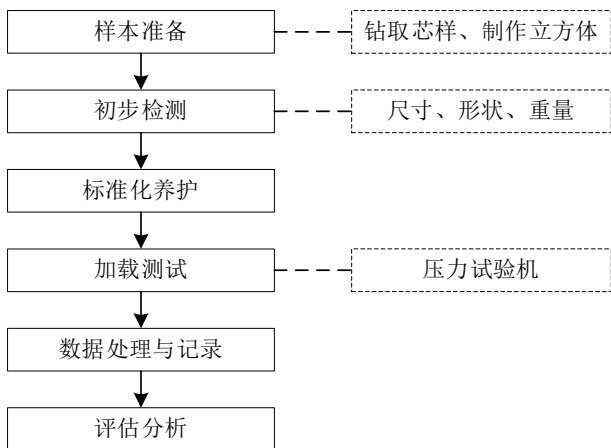 样本准备
钻取芯样、制作立方体
初步检测
尺寸、形状、重量
标准化养护
加载测试
压力试验机
数据处理与记录
评估分析